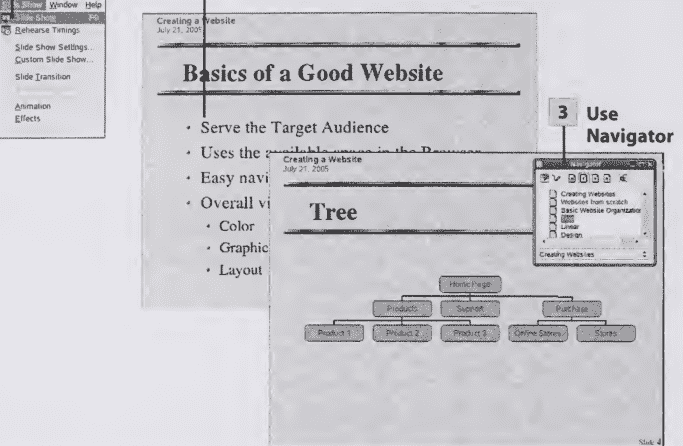 Slide Show Window Help
Slide Show F5
Rehearse Timings
Slide Show Settings...
Custom Slide Show...
Slide Transition
Animation
Effects
Creating a Website
July 21, 2005
Basics of a Good Website
• Serve the Target Audience
• Uses the available space in the Browser
• Easy navi
• Overall vi
• Color
• Graphic
• Layout
3 Use
Navigator
Navigator
Creating Websites
Websites from scratch
Basic Website Organization
Tree
Linear
Design
Creating Websites
Creating a Website
July 21, 2005
Tree
Home Page
Products Support Purchase
Product 1 Product 2 Product 3 Online Stores Stores
Slide 4